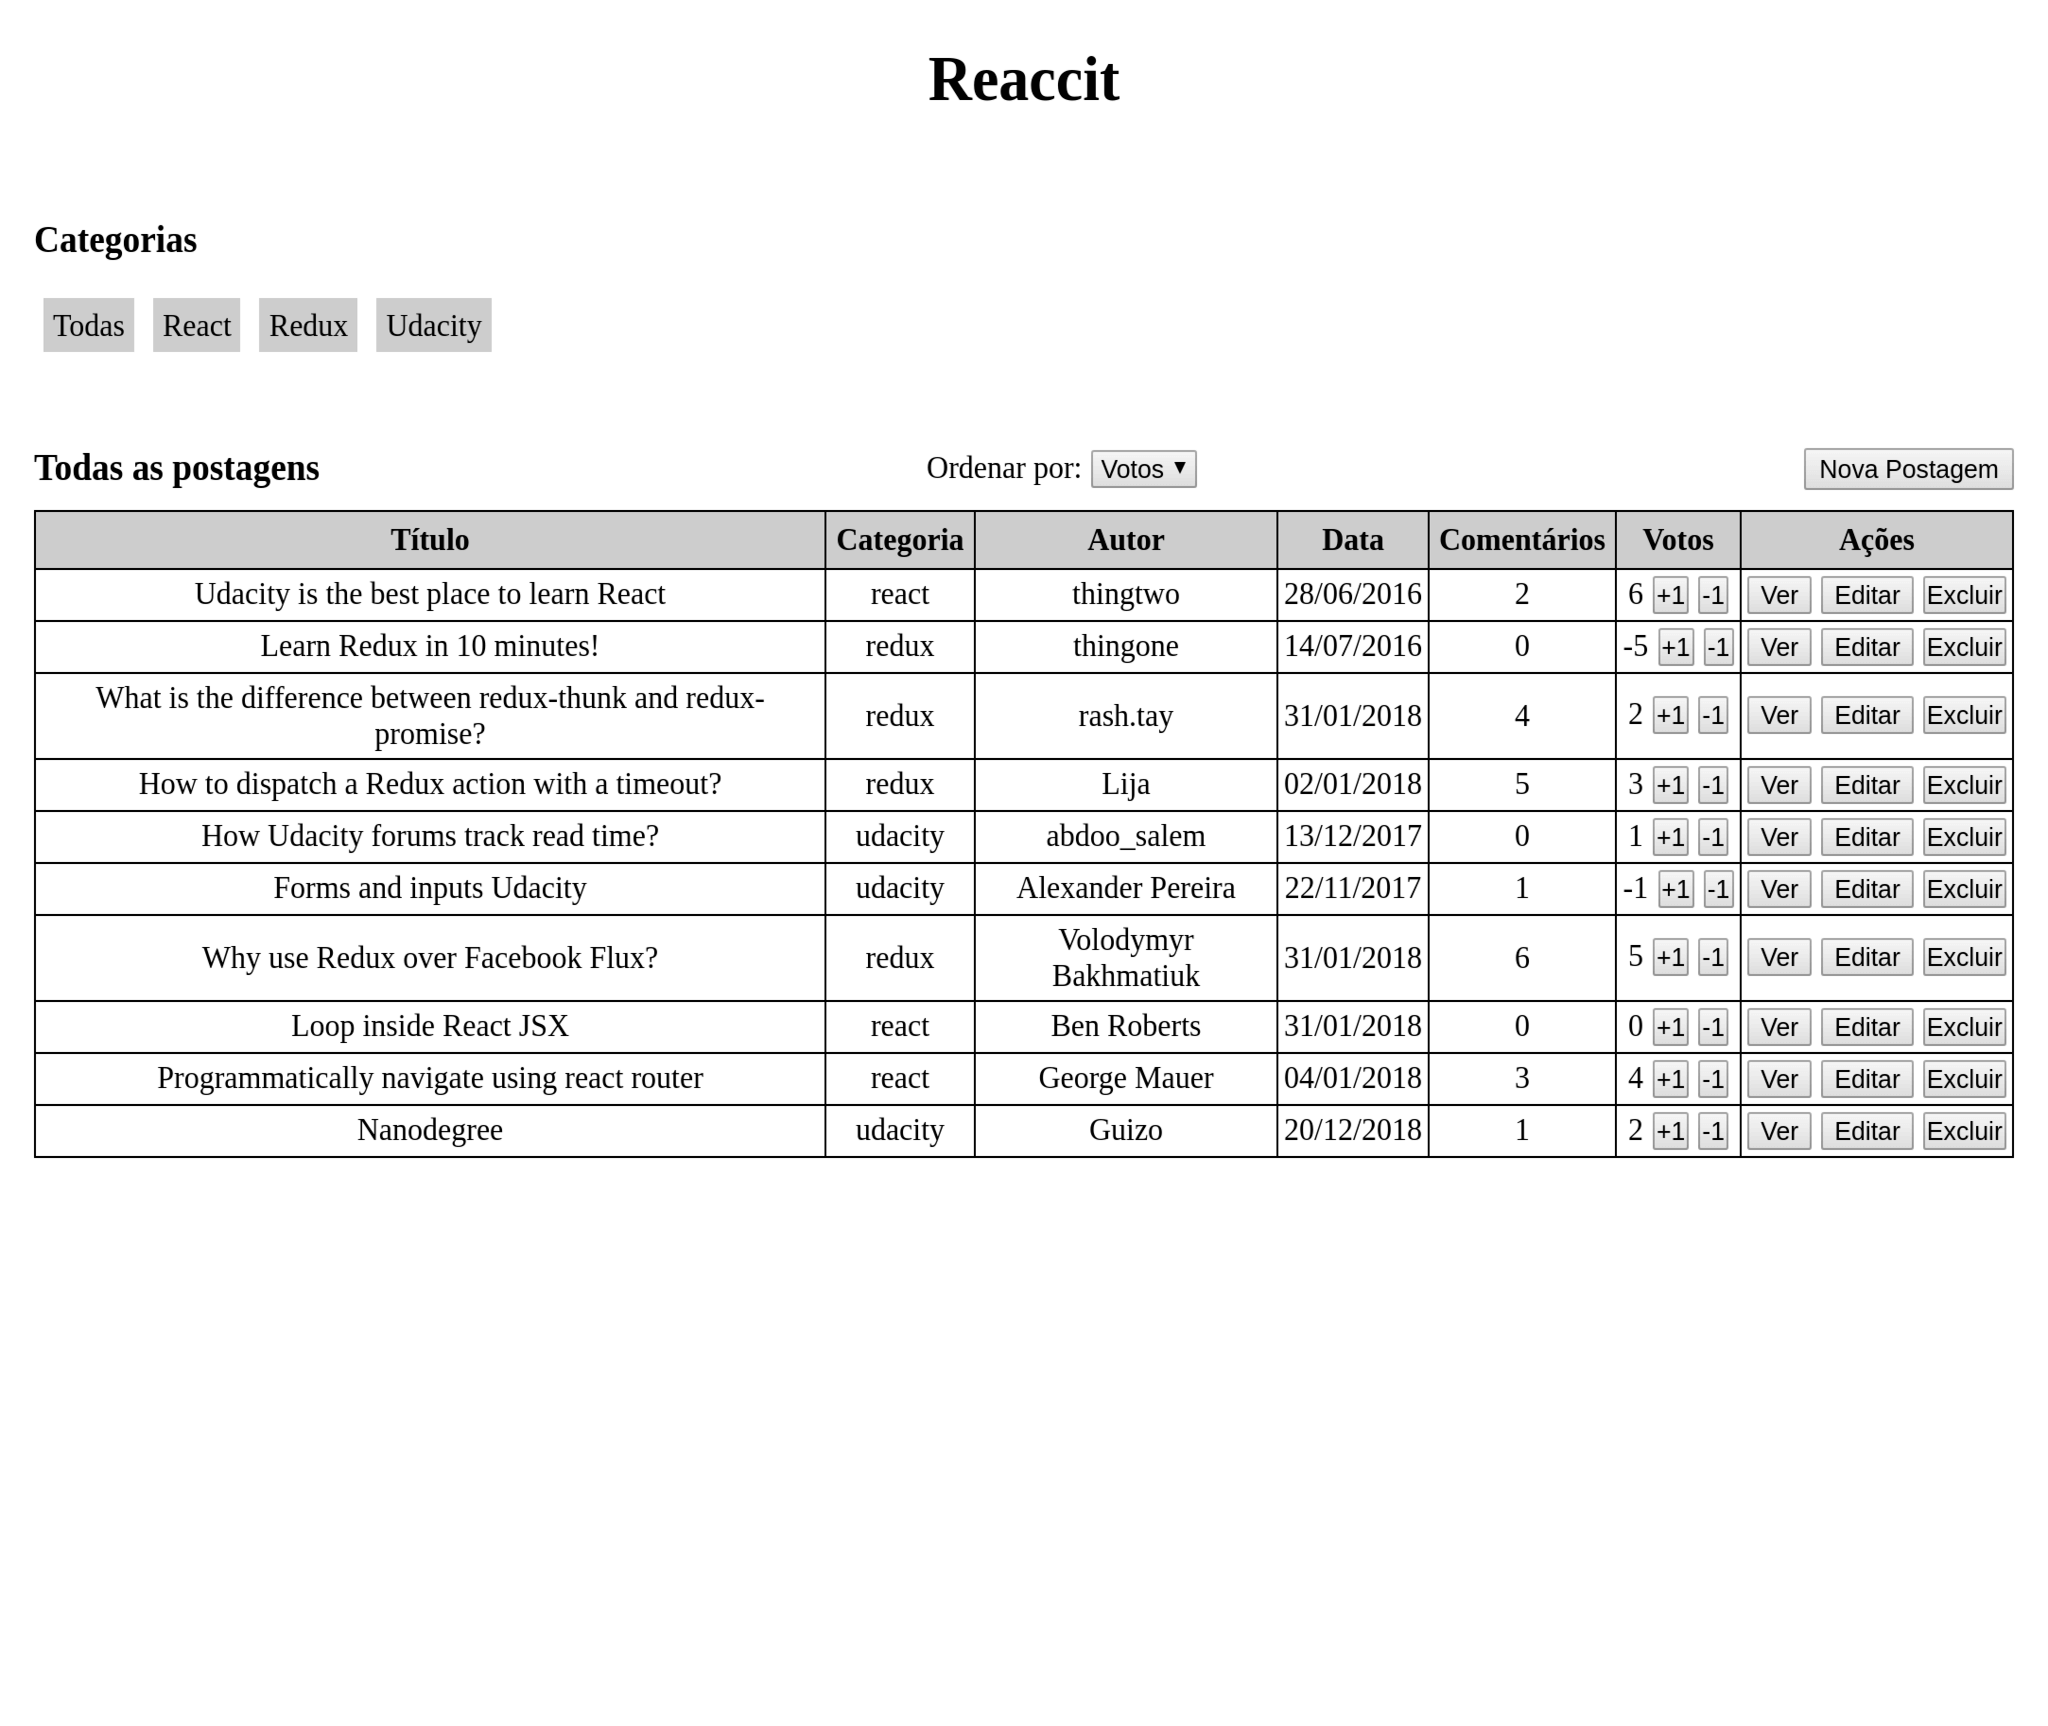 Reaccit
Categorias
Todas React Redux Udacity
Todas as postagens Ordenar por: Votos ▼ Nova Postagem
Título Categoria Autor Data Comentários Votos Ações
Udacity is the best place to learn React react thingtwo 28/06/2016 2 6 +1 -1 Ver Editar Excluir
Learn Redux in 10 minutes! redux thingone 14/07/2016 0 -5 +1 -1 Ver Editar Excluir
What is the difference between redux-thunk and redux-
promise? redux rash.tay 31/01/2018 4 2 +1 -1 Ver Editar Excluir
How to dispatch a Redux action with a timeout? redux Lija 02/01/2018 5 3 +1 -1 Ver Editar Excluir
How Udacity forums track read time? udacity abdoo_salem 13/12/2017 0 1 +1 -1 Ver Editar Excluir
Forms and inputs Udacity udacity Alexander Pereira 22/11/2017 1 -1 +1 -1 Ver Editar Excluir
Why use Redux over Facebook Flux? redux Volodymyr
Bakhmatiuk 31/01/2018 6 5 +1 -1 Ver Editar Excluir
Loop inside React JSX react Ben Roberts 31/01/2018 0 0 +1 -1 Ver Editar Excluir
Programmatically navigate using react router react George Mauer 04/01/2018 3 4 +1 -1 Ver Editar Excluir
Nanodegree udacity Guizo 20/12/2018 1 2 +1 -1 Ver Editar Excluir